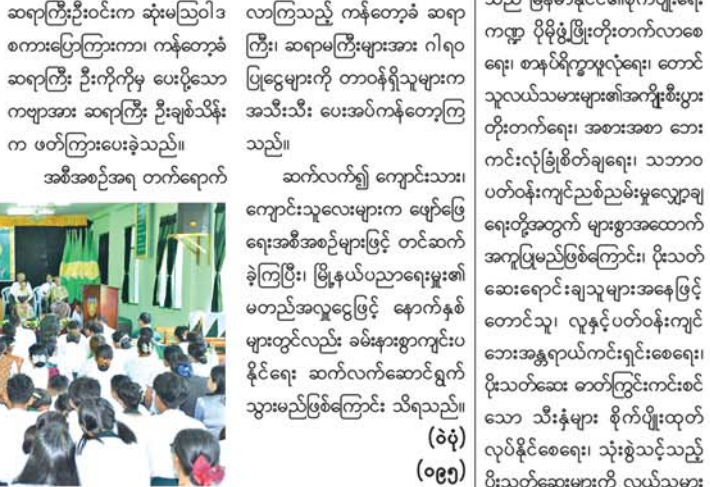 ဆရာကြီးဦးဝင်းက ဆုံးမသြဝါဒ
စကားပြောကြားကာ၊ ကန်တော့ခံ
ဆရာကြီး ဦးကိုကိုမှ ပေးပို့သော
ကဗျာအား ဆရာကြီး ဦးချစ်သိန်း
က ဖတ်ကြားပေးခဲ့သည်။
အစီအစဉ်အရ တက်ရောက်
လာကြသည့် ကန်တော့ခံ ဆရာ
ကြီး၊ ဆရာမကြီးများအား ဂါရဝ
ပြုငွေများကို တာဝန်ရှိသူများက
အသီးသီး ပေးအပ်ကန်တော့ကြ
သည်။
ဆက်လက်၍ ကျောင်းသား၊
ကျောင်းသူလေးများက ဖျော်ဖြေ
ရေးအစီအစဉ်များဖြင့် တင်ဆက်
ခဲ့ကြပြီး၊ မြို့နယ်ပညာရေးမှူး၏
မတည်အလှူငွေဖြင့် နောက်နှစ်
များတွင်လည်း ခမ်းနားစွာကျင်းပ
နိုင်ရေး ဆက်လက်ဆောင်ရွက်
သွားမည်ဖြစ်ကြောင်း သိရသည်။
(ဝဲပုံ)
(၀၉၅)
သည် မြန်မာနိုင်ငံ၏စိုက်ပျိုးရေး
ကဏ္ဍ ပိုမိုဖွံ့ဖြိုးတိုးတက်လာစေ
ရေး၊ စာနပ်ရိက္ခာဖူလုံရေး၊ တောင်
သူလယ်သမားများ၏အကျိုးစီးပွား
တိုးတက်ရေး၊ အစားအစာ ဘေး
ကင်းလုံခြုံစိတ်ချရေး၊ သဘာဝ
ပတ်ဝန်းကျင်ညစ်ညမ်းမှုလျှော့ချ
ရေးတို့အတွက် များစွာအထောက်
အကူပြုမည်ဖြစ်ကြောင်း၊ ပိုးသတ်
ဆေးရောင်းချသူများအနေဖြင့်
တောင်သူ၊ လူနှင့်ပတ်ဝန်းကျင်
ဘေးအန္တရာယ်ကင်းရှင်းစေရေး၊
ပိုးသတ်ဆေး ဓာတ်ကြွင်းကင်းစင်
သော သီးနှံများ စိုက်ပျိုးထုတ်
လုပ်နိုင်စေရေး၊ သုံးစွဲသင့်သည့်
ပိုးသတ်ဆေးများကို လယ်သမား